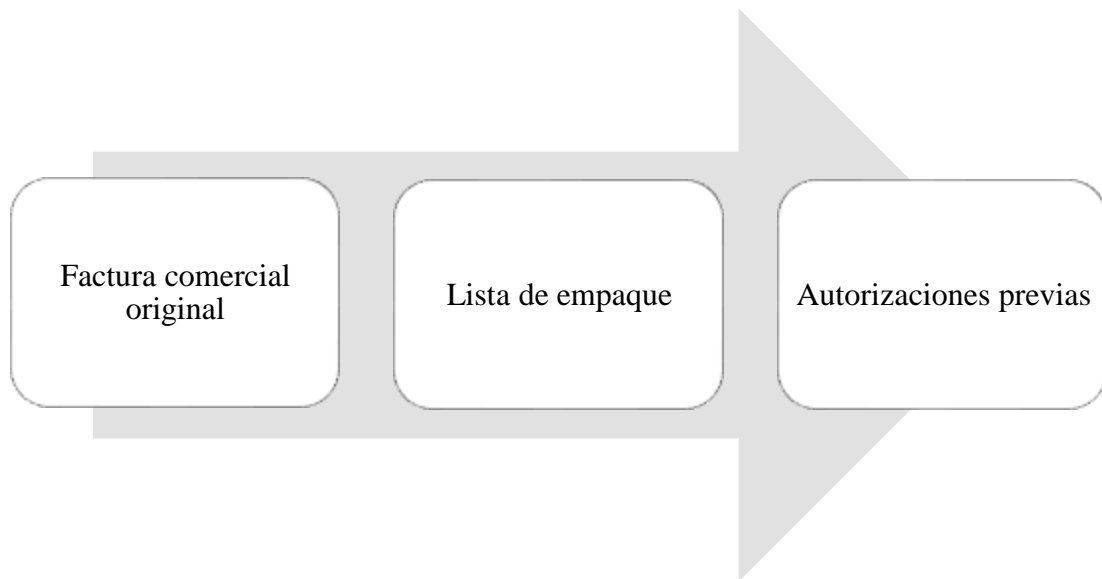 Factura comercial
original
Lista de empaque
Autorizaciones previas